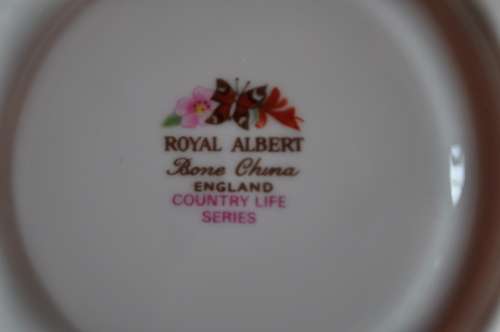 ROYAL ALBERT
Bone China
ENGLAND
COUNTRY LIFE
SERIES